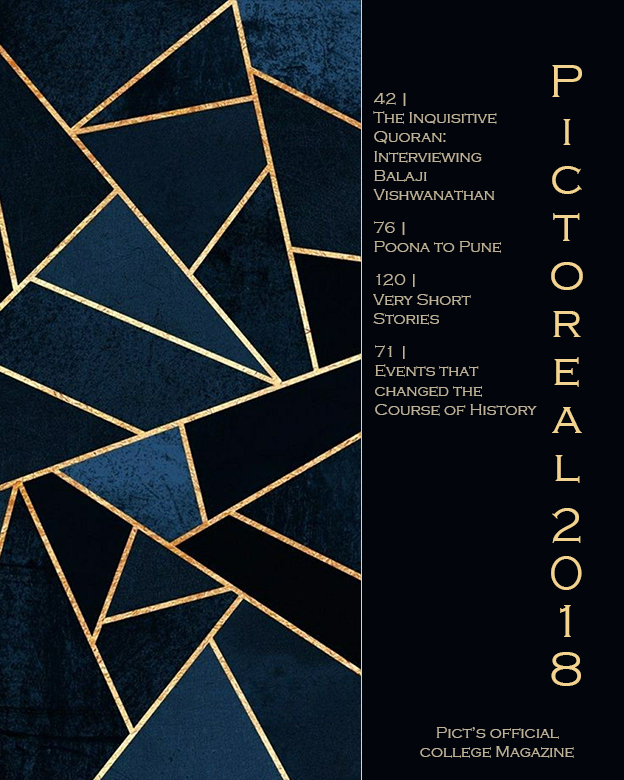 42 |
The Inquisitive
Quoran:
Interviewing
Balaji
Vishwanathan
76 |
Poona to Pune
120 |
Very Short
Stories
71 |
Events that
changed the
Course of History
PICTOREAL 2018
Pict's official
college Magazine